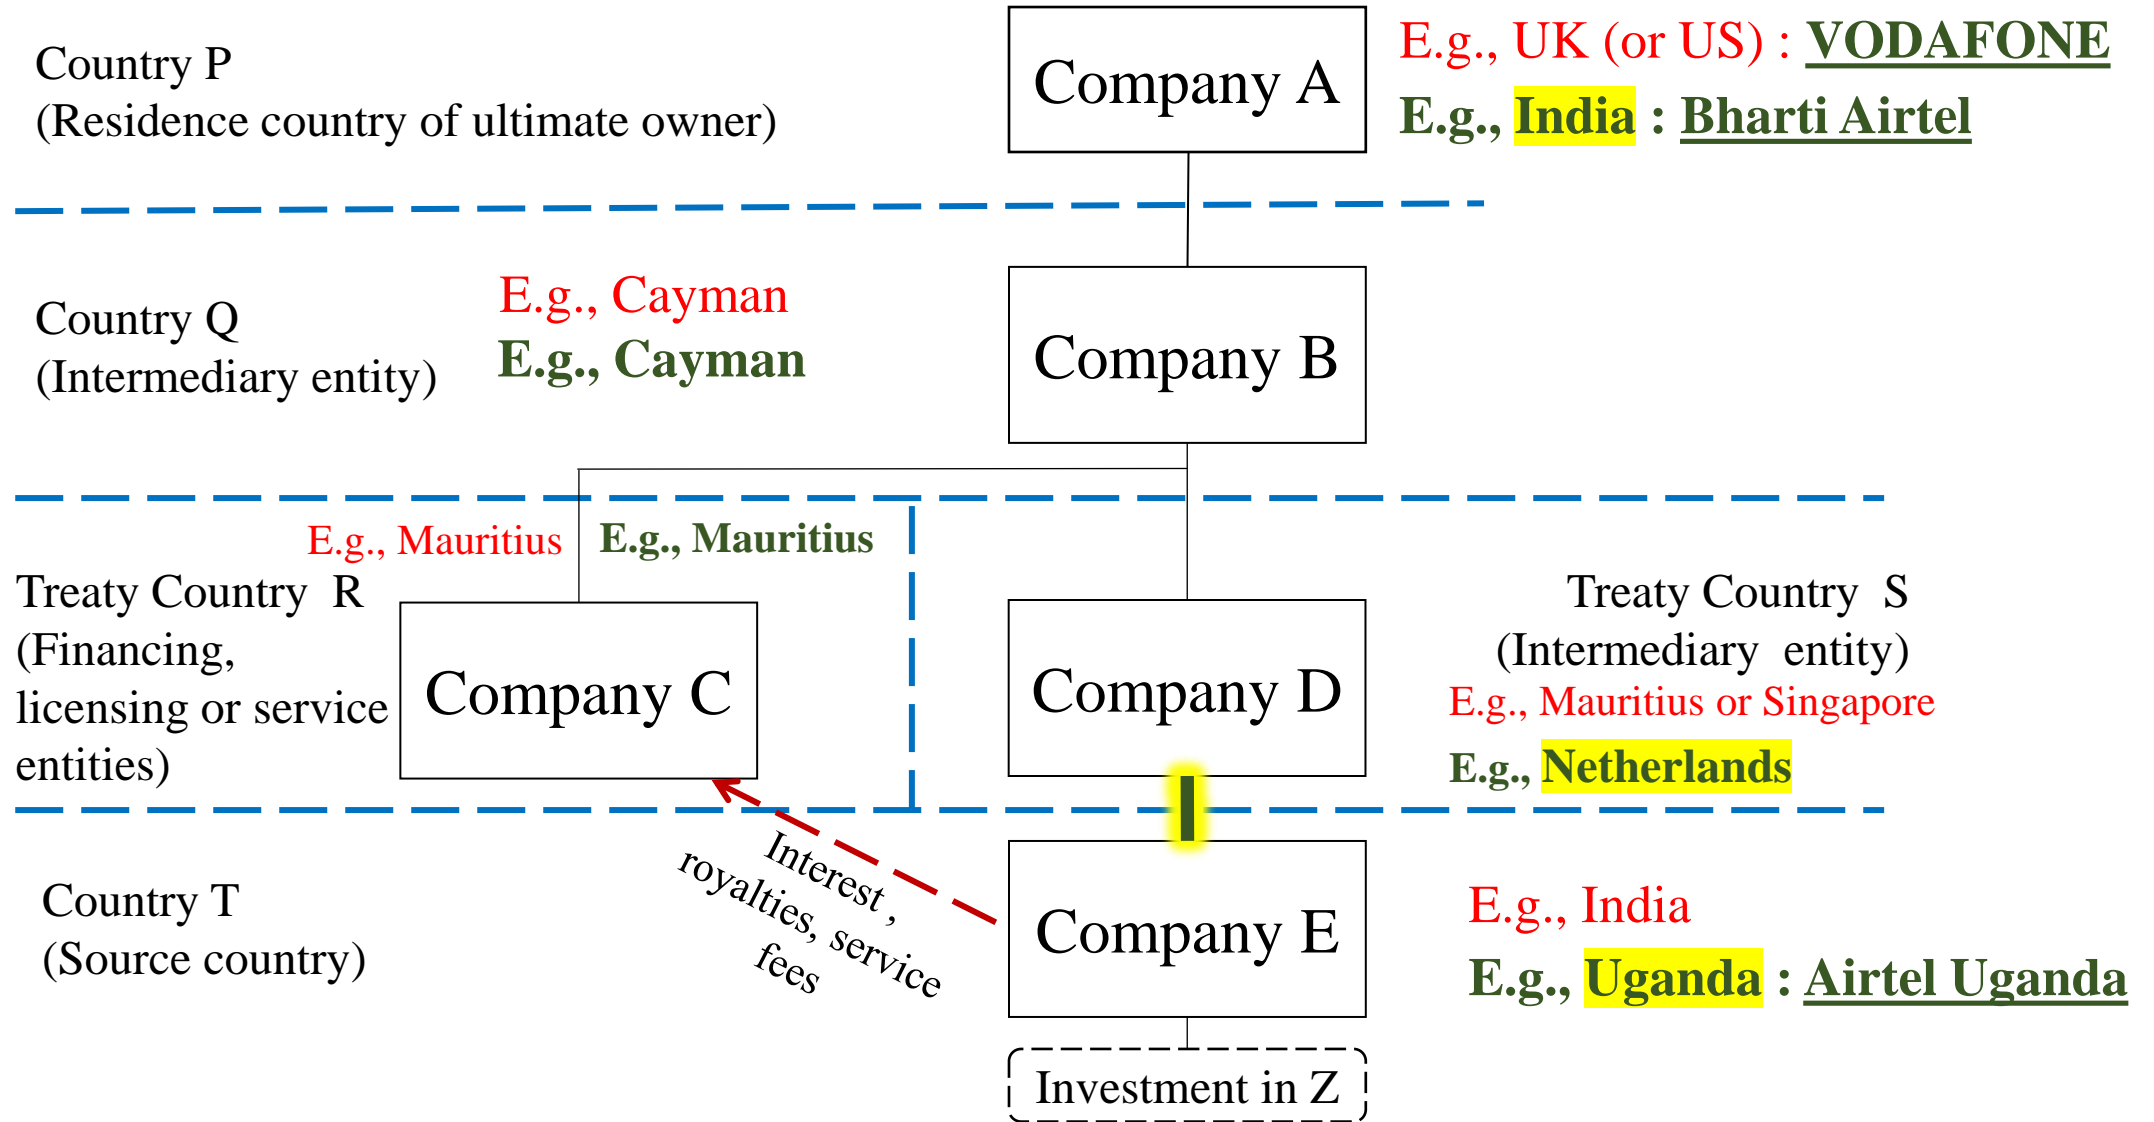 Country P
(Residence country of ultimate owner)
Company A
E.g., UK (or US) : VODAFONE
E.g., India : Bharti Airtel
Country Q
(Intermediary entity)
E.g., Cayman
E.g., Cayman
Company B
E.g., Mauritius
E.g., Mauritius
Treaty Country R
(Financing,
licensing or service
entities)
Company C
Company D
Treaty Country S
(Intermediary entity)
E.g., Mauritius or Singapore
E.g., Netherlands
Interest ,
royalties, service
fees
Country T
(Source country)
Company E
E.g., India
E.g., Uganda : Airtel Uganda
Investment in Z